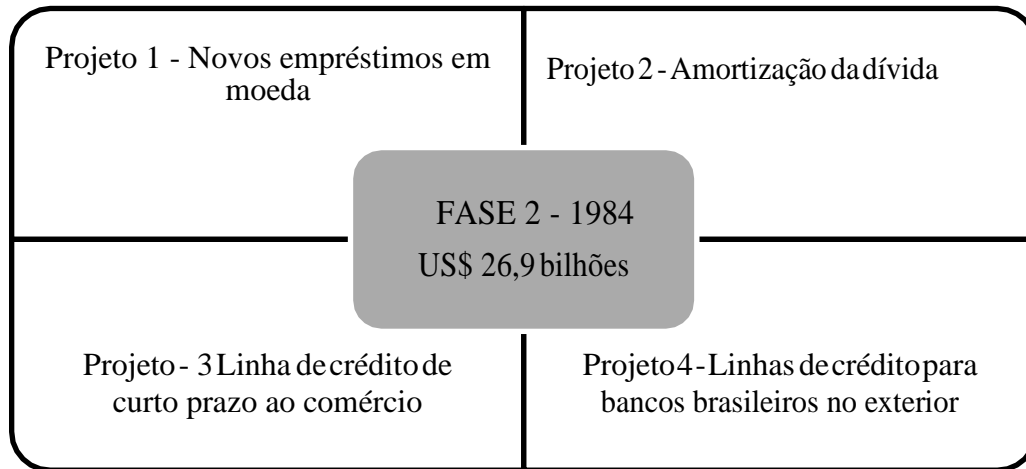 Projeto 1 - Novos empréstimos em
moeda
Projeto 2 - Amortização da dívida
FASE 2 - 1984
US$ 26,9 bilhões
Projeto - 3 Linha de crédito de
curto prazo ao comércio
Projeto 4 - Linhas de crédito para
bancos brasileiros no exterior